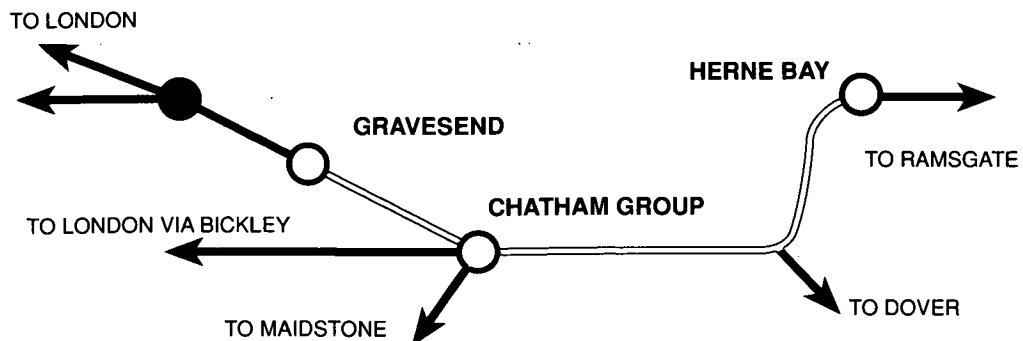 TO LONDON
HERNE BAY
GRAVESEND
TO RAMSGATE
CHATHAM GROUP
TO LONDON VIA BICKLEY
TO DOVER
TO MAIDSTONE